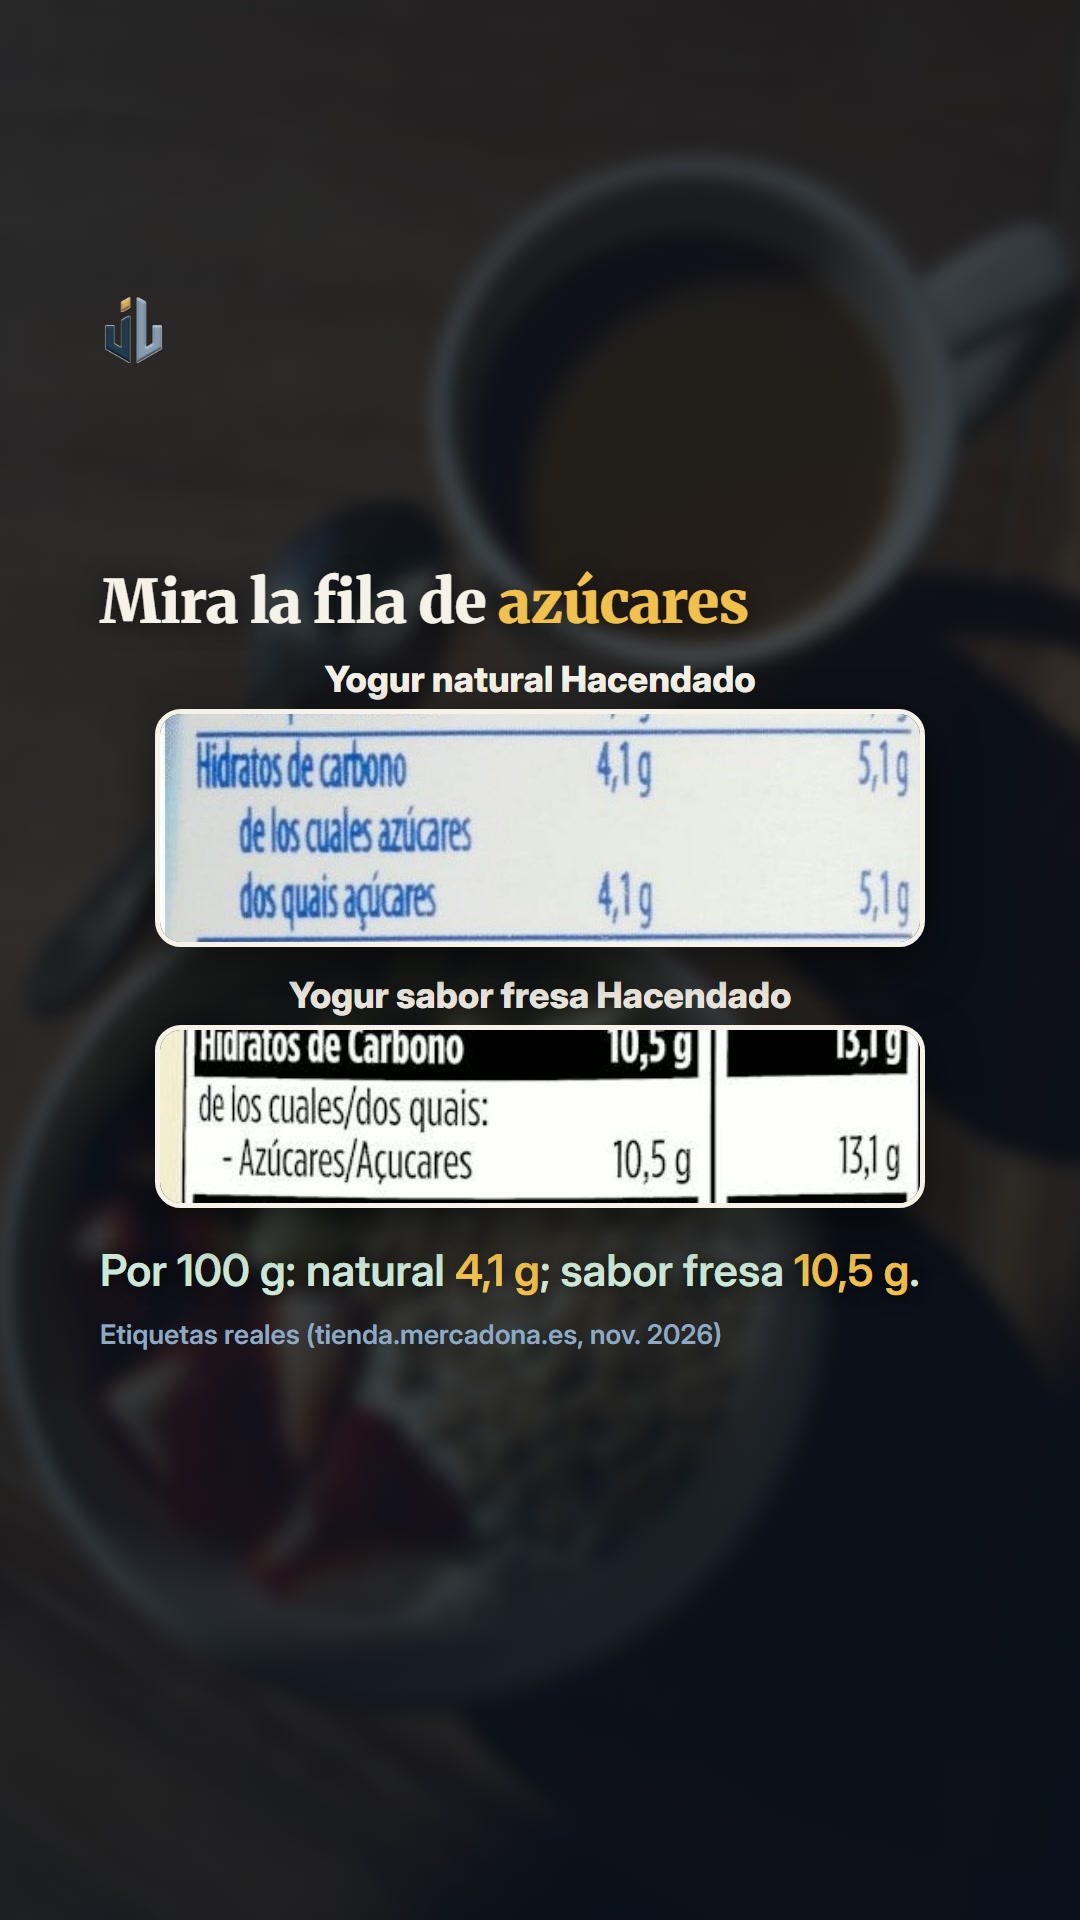 Mira la fila de azúcares
Yogur natural Hacendado
Hidratos de carbono 4,1 g 5,1 g
de los cuales azúcares
dos quais açúcares 4,1 g 5,1 g
Yogur sabor fresa Hacendado
Hidratos de Carbono 10,5 g 13,1 g
de los cuales/dos quais:
- Azúcares/Açucares 10,5 g 13,1 g
Por 100 g: natural 4,1 g; sabor fresa 10,5 g.
Etiquetas reales (tienda.mercadona.es, nov. 2026)